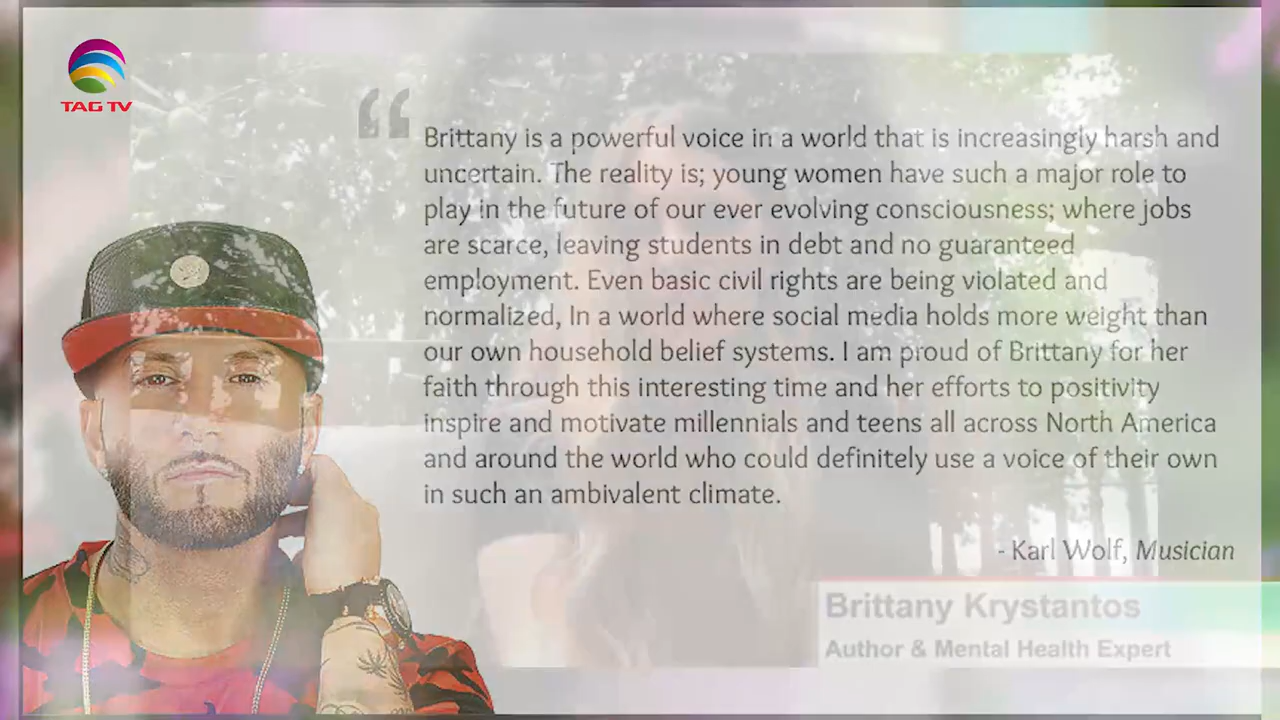 TAG TV
“
Brittany is a powerful voice in a world that is increasingly harsh and
uncertain. The reality is; young women have such a major role to
play in the future of our ever evolving consciousness; where jobs
are scarce, leaving students in debt and no guaranteed
employment. Even basic civil rights are being violated and
normalized, In a world where social media holds more weight than
our own household belief systems. I am proud of Brittany for her
faith through this interesting time and her efforts to positivity
inspire and motivate millennials and teens all across North America
and around the world who could definitely use a voice of their own
in such an ambivalent climate.
- Karl Wolf, Musician
Brittany Krystantos
Author & Mental Health Expert